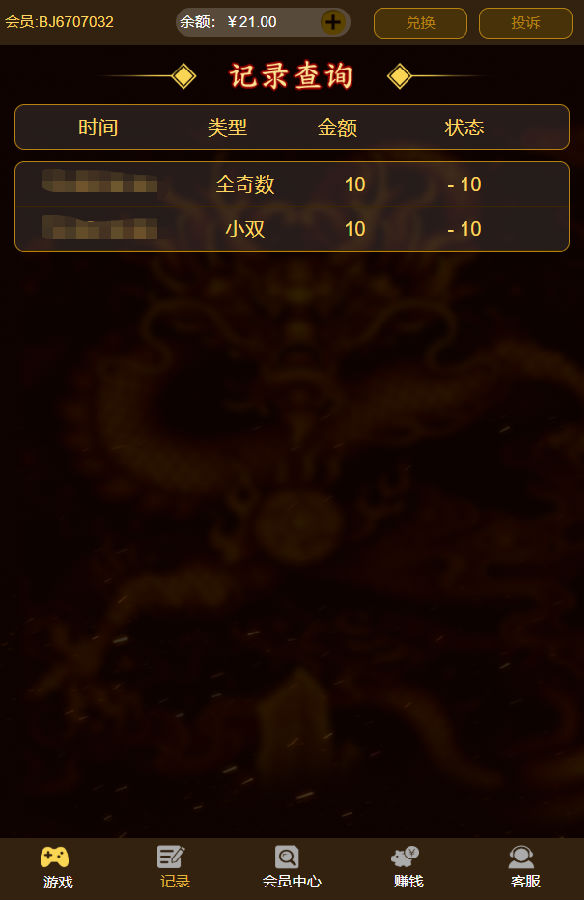 会员:BJ6707032 余额: ￥21.00 兑换 投诉
记录查询
时间 类型 金额 状态
全奇数 10 - 10
小双 10 - 10
游戏 记录 会员中心 赚钱 客服